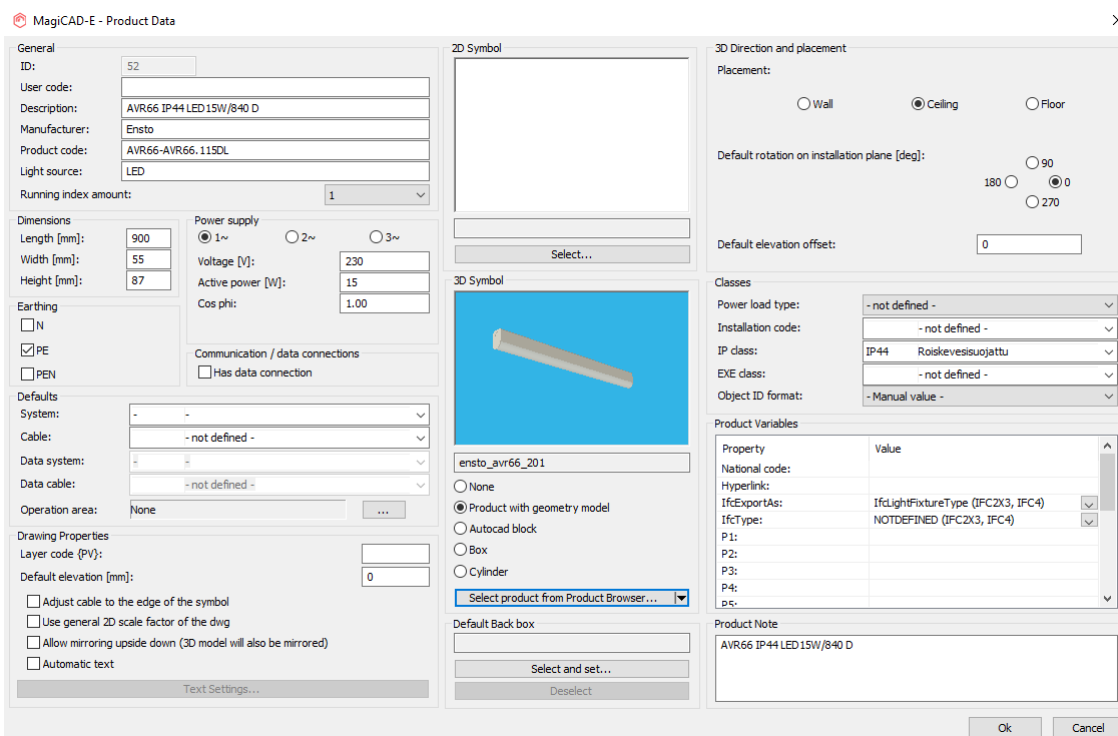 MagiCAD-E - Product Data
General
ID: 52
User code:
Description: AVR66 IP44 LED15W/840 D
Manufacturer: Ensto
Product code: AVR66-AVR66.115DL
Light source: LED
Running index amount: 1
Dimensions
Length [mm]: 900
Width [mm]: 55
Height [mm]: 87
Power supply
1~ 2~ 3~
Voltage [V]: 230
Active power [W]: 15
Cos phi: 1.00
Earthing
N
PE
PEN
Communication / data connections
Has data connection
Defaults
System: - -
Cable: - not defined -
Data system: - -
Data cable: - not defined -
Operation area: None ...
Drawing Properties
Layer code {PV}:
Default elevation [mm]: 0
Adjust cable to the edge of the symbol
Use general 2D scale factor of the dwg
Allow mirroring upside down (3D model will also be mirrored)
Automatic text
Text Settings...
2D Symbol
Select...
3D Symbol
ensto_avr66_201
None
Product with geometry model
Autocad block
Box
Cylinder
Select product from Product Browser...
Default Back box
Select and set...
Deselect
3D Direction and placement
Placement:
Wall Ceiling Floor
Default rotation on installation plane [deg]:
90
180 0
270
Default elevation offset: 0
Classes
Power load type: - not defined -
Installation code: - not defined -
IP class: IP44 Roiskevesisuojattu
EXE class: - not defined -
Object ID format: - Manual value -
Product Variables
Property Value
National code:
Hyperlink:
IfcExportAs: IfcLightFixtureType (IFC2X3, IFC4)
IfcType: NOTDEFINED (IFC2X3, IFC4)
P1:
P2:
P3:
P4:
P5:
Product Note
AVR66 IP44 LED15W/840 D
Ok Cancel